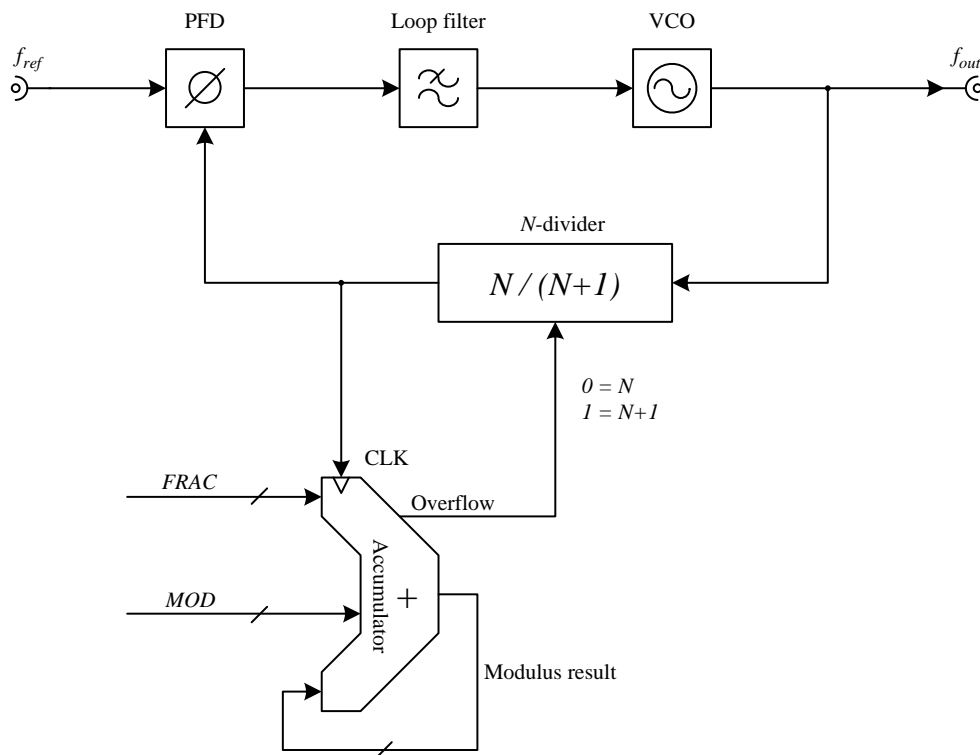 PFD
Loop filter
VCO
f_ref
f_out
N-divider
N / (N+1)
0 = N
1 = N+1
CLK
FRAC
Overflow
Accumulator
+
MOD
Modulus result